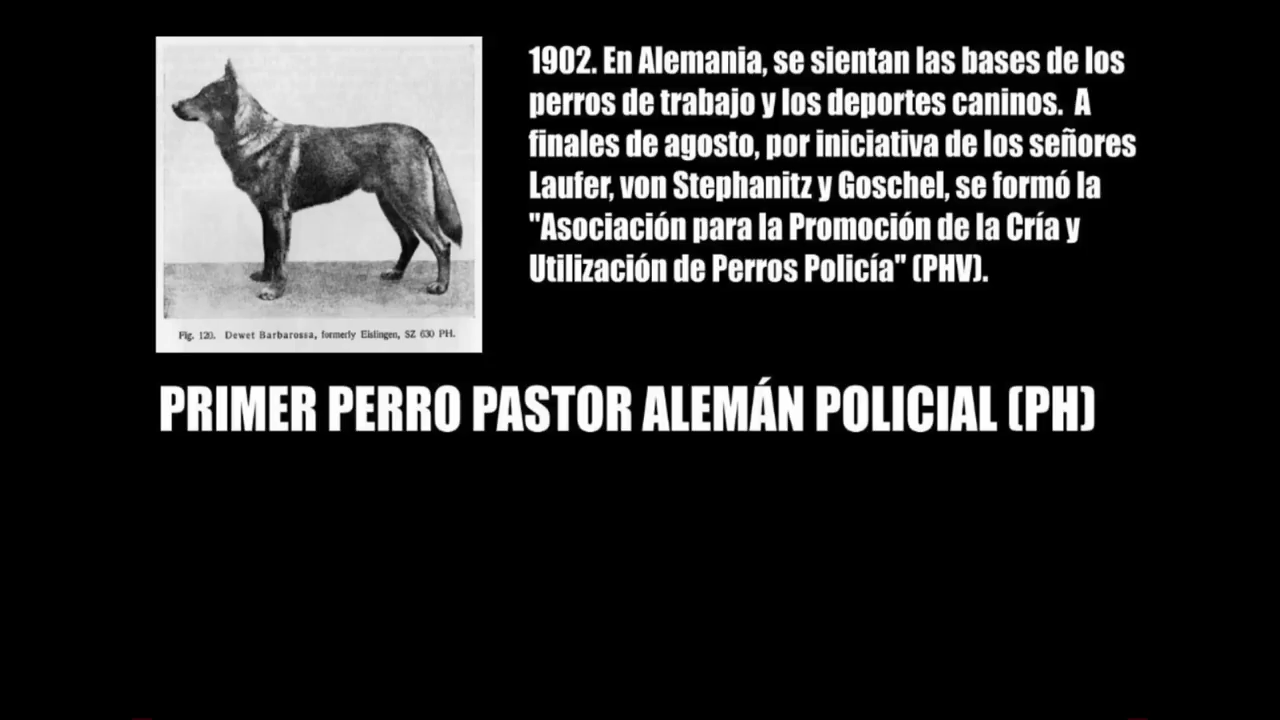 1902. En Alemania, se sientan las bases de los
perros de trabajo y los deportes caninos. A
finales de agosto, por iniciativa de los señores
Laufer, von Stephanitz y Goschel, se formó la
"Asociación para la Promoción de la Cría y
Utilización de Perros Policía" (PHV).
Fig. 120. Dewet Barbarossa, formerly Eislingen, SZ 630 PH.
PRIMER PERRO PASTOR ALEMÁN POLICIAL (PH)